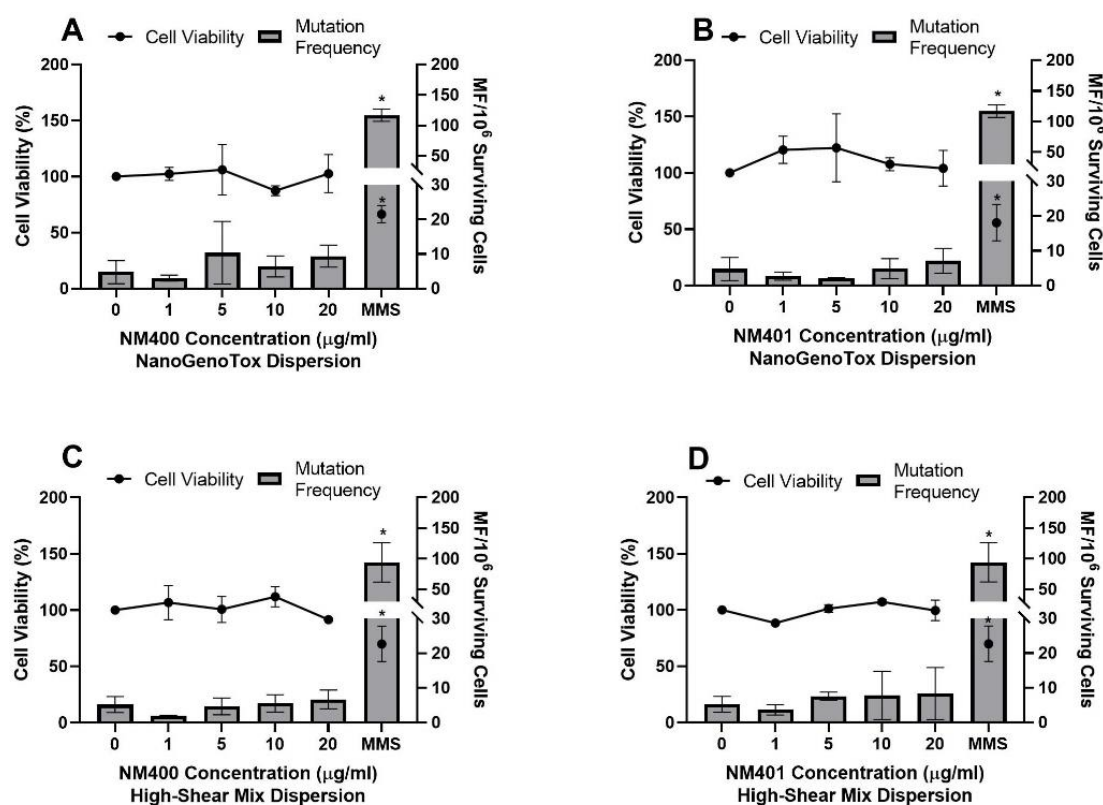 A
Cell Viability
Mutation
Frequency
200
150
100
50
0
Cell Viability (%)
200
150
100
50
30
20
10
0
MF/10⁶ Surviving Cells
*
*
0 1 5 10 20 MMS
NM400 Concentration (μg/ml)
NanoGenoTox Dispersion
B
Cell Viability
Mutation
Frequency
200
150
100
50
0
Cell Viability (%)
200
150
100
50
30
20
10
0
MF/10⁶ Surviving Cells
*
*
0 1 5 10 20 MMS
NM401 Concentration (μg/ml)
NanoGenoTox Dispersion
C
Cell Viability
Mutation
Frequency
200
150
100
50
0
Cell Viability (%)
200
150
100
50
30
20
10
0
MF/10⁶ Surviving Cells
*
*
0 1 5 10 20 MMS
NM400 Concentration (μg/ml)
High-Shear Mix Dispersion
D
Cell Viability
Mutation
Frequency
200
150
100
50
0
Cell Viability (%)
200
150
100
50
30
20
10
0
MF/10⁶ Surviving Cells
*
*
0 1 5 10 20 MMS
NM401 Concentration (μg/ml)
High-Shear Mix Dispersion